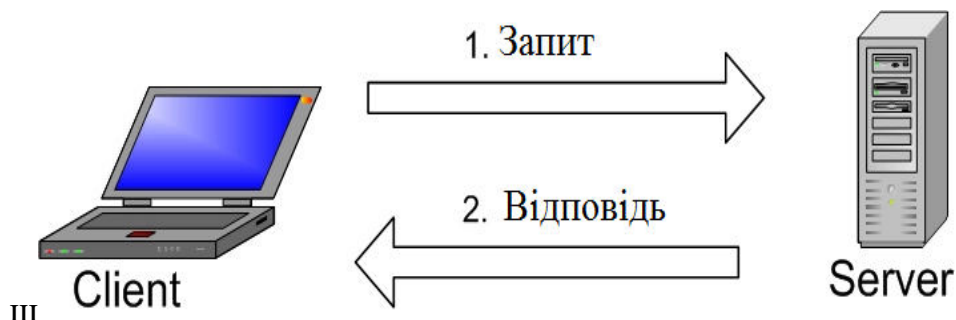 1. Запит
2. Відповідь
Client
Server
ш